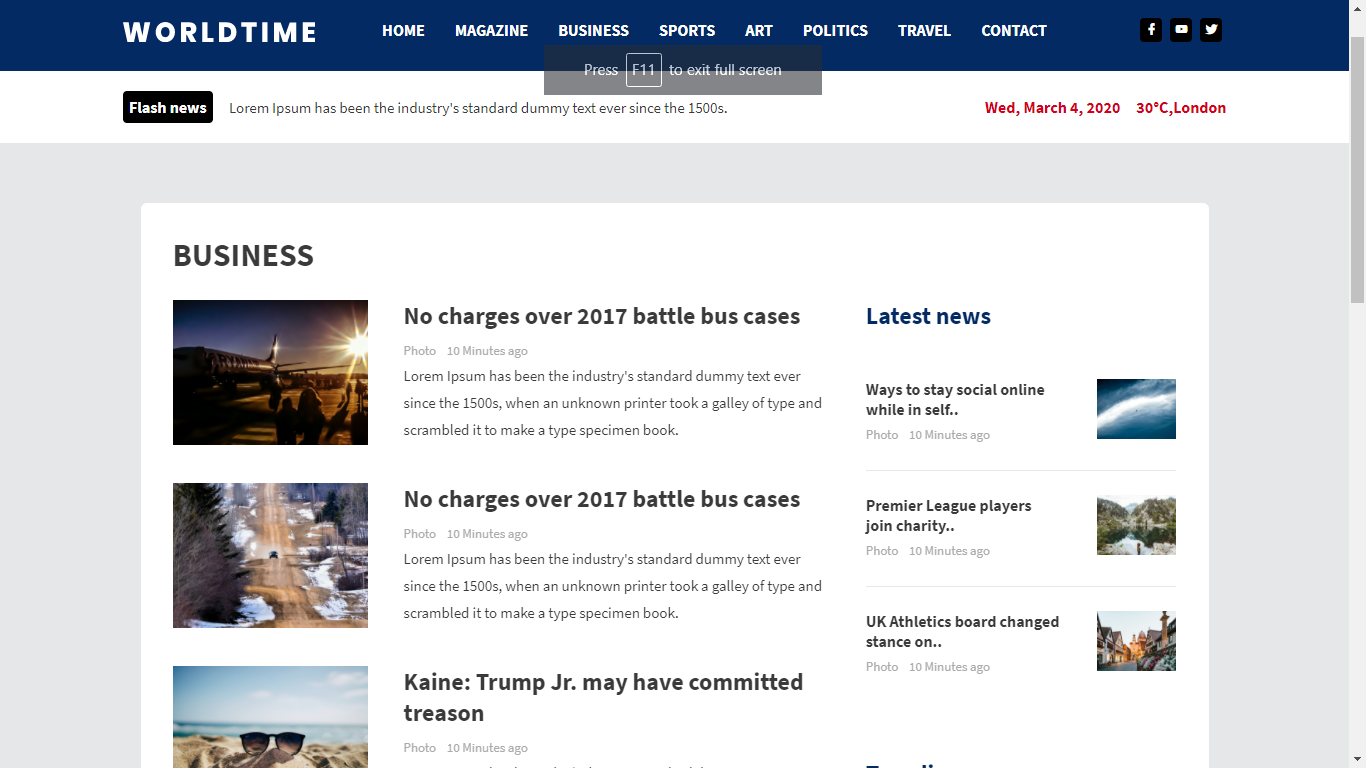 WORLDTIME
HOME MAGAZINE BUSINESS SPORTS ART POLITICS TRAVEL CONTACT
Press F11 to exit full screen
Flash news
Lorem Ipsum has been the industry's standard dummy text ever since the 1500s.
Wed, March 4, 2020 30°C,London
BUSINESS
No charges over 2017 battle bus cases
Photo 10 Minutes ago
Lorem Ipsum has been the industry's standard dummy text ever
since the 1500s, when an unknown printer took a galley of type and
scrambled it to make a type specimen book.
No charges over 2017 battle bus cases
Photo 10 Minutes ago
Lorem Ipsum has been the industry's standard dummy text ever
since the 1500s, when an unknown printer took a galley of type and
scrambled it to make a type specimen book.
Kaine: Trump Jr. may have committed
treason
Photo 10 Minutes ago
Latest news
Ways to stay social online
while in self..
Photo 10 Minutes ago
Premier League players
join charity..
Photo 10 Minutes ago
UK Athletics board changed
stance on..
Photo 10 Minutes ago